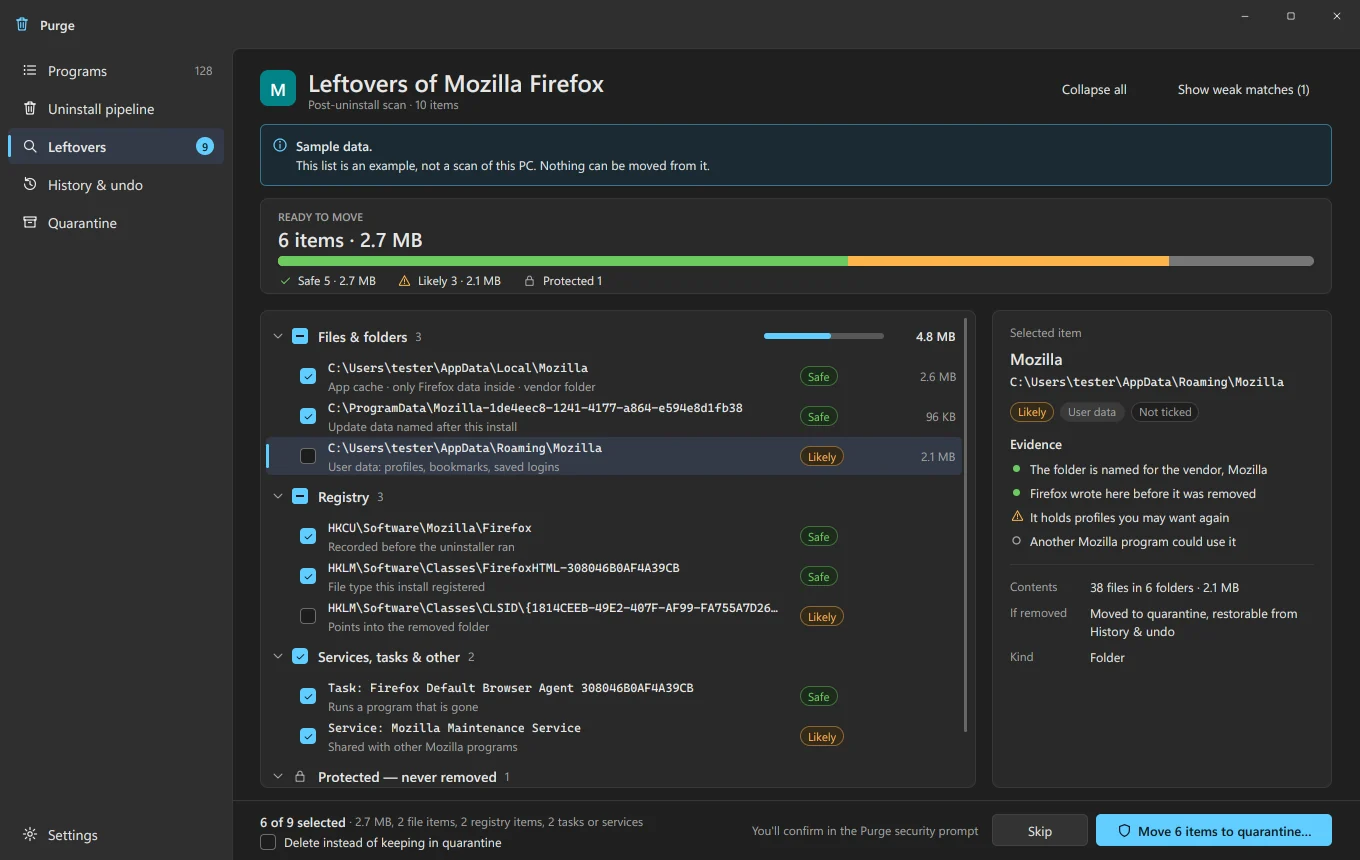 Purge
Programs 128
Uninstall pipeline
Leftovers 9
History & undo
Quarantine
Settings
M
Leftovers of Mozilla Firefox
Post-uninstall scan · 10 items
Collapse all
Show weak matches (1)
Sample data.
This list is an example, not a scan of this PC. Nothing can be moved from it.
READY TO MOVE
6 items · 2.7 MB
Safe 5 · 2.7 MB Likely 3 · 2.1 MB Protected 1
Files & folders 3 4.8 MB
C:\Users\tester\AppData\Local\Mozilla
App cache · only Firefox data inside · vendor folder
Safe 2.6 MB
C:\ProgramData\Mozilla-1de4eec8-1241-4177-a864-e594e8d1fb38
Update data named after this install
Safe 96 KB
C:\Users\tester\AppData\Roaming\Mozilla
User data: profiles, bookmarks, saved logins
Likely 2.1 MB
Registry 3
HKCU\Software\Mozilla\Firefox
Recorded before the uninstaller ran
Safe
HKLM\Software\Classes\FirefoxHTML-308046B0AF4A39CB
File type this install registered
Safe
HKLM\Software\Classes\CLSID\{1814CEEB-49E2-407F-AF99-FA755A7D26…
Points into the removed folder
Likely
Services, tasks & other 2
Task: Firefox Default Browser Agent 308046B0AF4A39CB
Runs a program that is gone
Safe
Service: Mozilla Maintenance Service
Shared with other Mozilla programs
Likely
Protected — never removed 1
Selected item
Mozilla
C:\Users\tester\AppData\Roaming\Mozilla
Likely User data Not ticked
Evidence
The folder is named for the vendor, Mozilla
Firefox wrote here before it was removed
It holds profiles you may want again
Another Mozilla program could use it
Contents 38 files in 6 folders · 2.1 MB
If removed Moved to quarantine, restorable from
History & undo
Kind Folder
6 of 9 selected · 2.7 MB, 2 file items, 2 registry items, 2 tasks or services
Delete instead of keeping in quarantine
You'll confirm in the Purge security prompt
Skip
Move 6 items to quarantine…